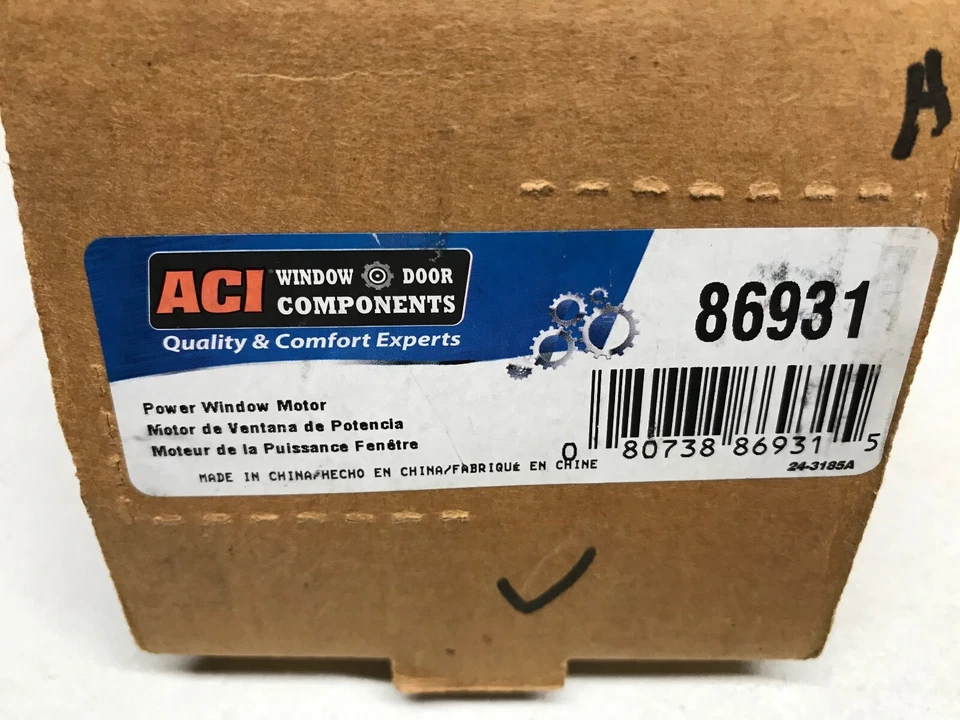 A
ACI WINDOW DOOR
COMPONENTS
Quality & Comfort Experts
86931
Power Window Motor
Motor de Ventana de Potencia
Moteur de la Puissance Fenêtre
MADE IN CHINA/HECHO EN CHINA/FABRIQUé EN CHINE
0 80738 86931 5
24-3185A